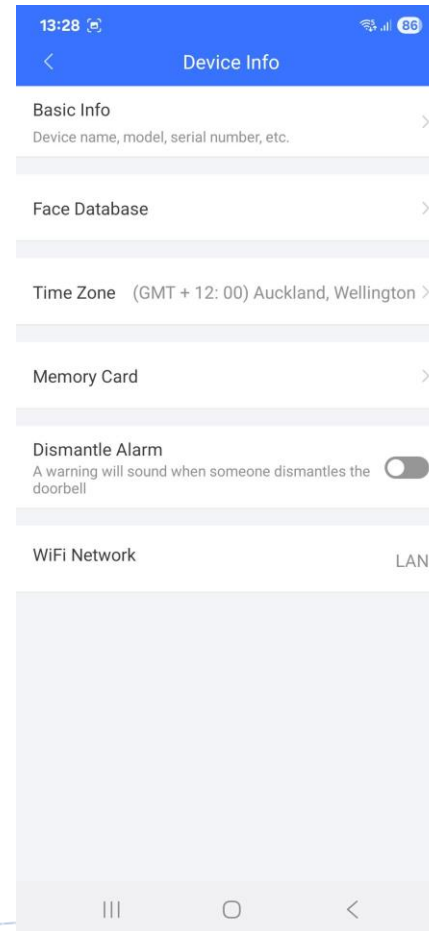 13:28 86
Device Info
Basic Info
Device name, model, serial number, etc.
Face Database
Time Zone (GMT + 12: 00) Auckland, Wellington
Memory Card
Dismantle Alarm
A warning will sound when someone dismantles the
doorbell
WiFi Network LAN